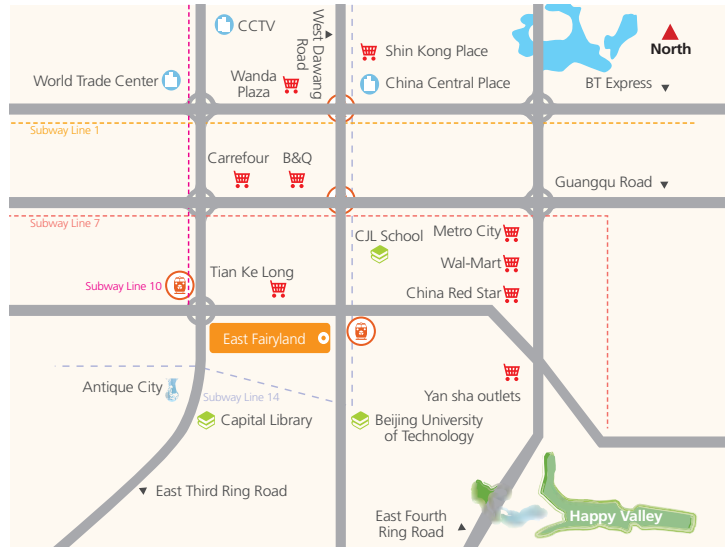 CCTV
West Dawang
Road
Shin Kong Place
North
World Trade Center
Wanda
Plaza
China Central Place
BT Express
Subway Line 1
Carrefour
B&Q
Guangqu Road
Subway Line 7
CJL School
Metro City
Wal-Mart
Tian Ke Long
Subway Line 10
China Red Star
East Fairyland
Antique City
Subway Line 14
Yan sha outlets
Capital Library
Beijing University
of Technology
East Third Ring Road
East Fourth
Ring Road
Happy Valley